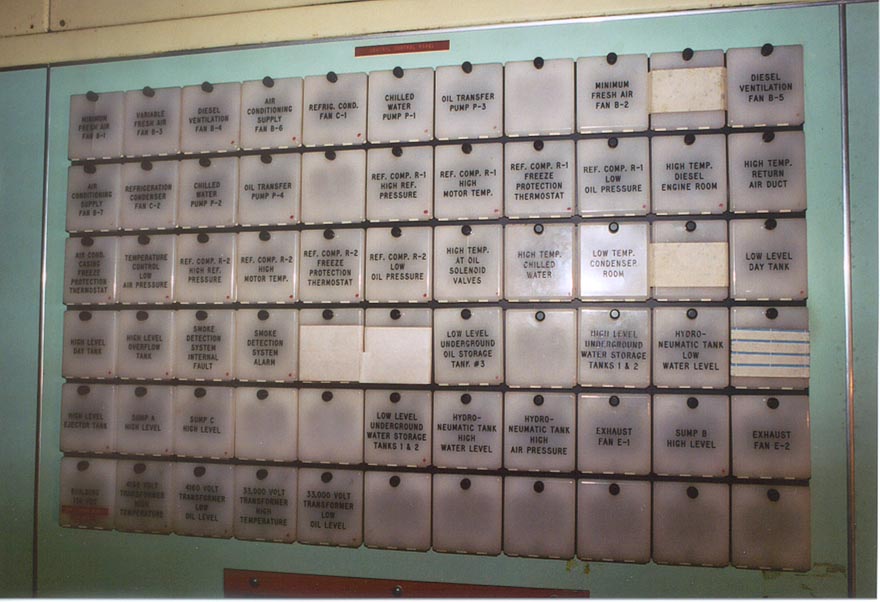 CENTRAL CONTROL PANEL
MINIMUM
FRESH AIR
FAN B-1
VARIABLE
FRESH AIR
FAN B-3
DIESEL
VENTILATION
FAN B-4
AIR
CONDITIONING
SUPPLY
FAN B-6
REFRIG. COND.
FAN C-1
CHILLED
WATER
PUMP P-1
OIL TRANSFER
PUMP P-3
MINIMUM
FRESH AIR
FAN B-2
DIESEL
VENTILATION
FAN B-5
AIR
CONDITIONING
SUPPLY
FAN B-7
REFRIGERATION
CONDENSER
FAN C-2
CHILLED
WATER
PUMP P-2
OIL TRANSFER
PUMP P-4
REF. COMP. R-1
HIGH REF.
PRESSURE
REF. COMP. R-1
HIGH
MOTOR TEMP.
REF. COMP. R-1
FREEZE
PROTECTION
THERMOSTAT
REF. COMP. R-1
LOW
OIL PRESSURE
HIGH TEMP.
DIESEL
ENGINE ROOM
HIGH TEMP.
RETURN
AIR DUCT
AIR COND.
CASING
FREEZE
PROTECTION
THERMOSTAT
TEMPERATURE
CONTROL
LOW
AIR PRESSURE
REF. COMP. R-2
HIGH REF.
PRESSURE
REF. COMP. R-2
HIGH
MOTOR TEMP.
REF. COMP. R-2
FREEZE
PROTECTION
THERMOSTAT
REF. COMP. R-2
LOW
OIL PRESSURE
HIGH TEMP.
AT OIL
SOLENOID
VALVES
HIGH TEMP.
CHILLED
WATER
LOW TEMP.
CONDENSER
ROOM
LOW LEVEL
DAY TANK
HIGH LEVEL
DAY TANK
HIGH LEVEL
OVERFLOW
TANK
SMOKE
DETECTION
SYSTEM
INTERNAL
FAULT
SMOKE
DETECTION
SYSTEM
ALARM
LOW LEVEL
UNDERGROUND
OIL STORAGE
TANK #3
HIGH LEVEL
UNDERGROUND
WATER STORAGE
TANKS 1 & 2
HYDRO-
NEUMATIC TANK
LOW
WATER LEVEL
HIGH LEVEL
EJECTOR TANK
SUMP A
HIGH LEVEL
SUMP C
HIGH LEVEL
LOW LEVEL
UNDERGROUND
WATER STORAGE
TANKS 1 & 2
HYDRO-
NEUMATIC TANK
HIGH
WATER LEVEL
HYDRO-
NEUMATIC TANK
HIGH
AIR PRESSURE
EXHAUST
FAN E-1
SUMP B
HIGH LEVEL
EXHAUST
FAN E-2
BUILDING
4160 VOLT
TRANSFORMER
HIGH
TEMPERATURE
4160 VOLT
TRANSFORMER
LOW
OIL LEVEL
33,000 VOLT
TRANSFORMER
HIGH
TEMPERATURE
33,000 VOLT
TRANSFORMER
LOW
OIL LEVEL